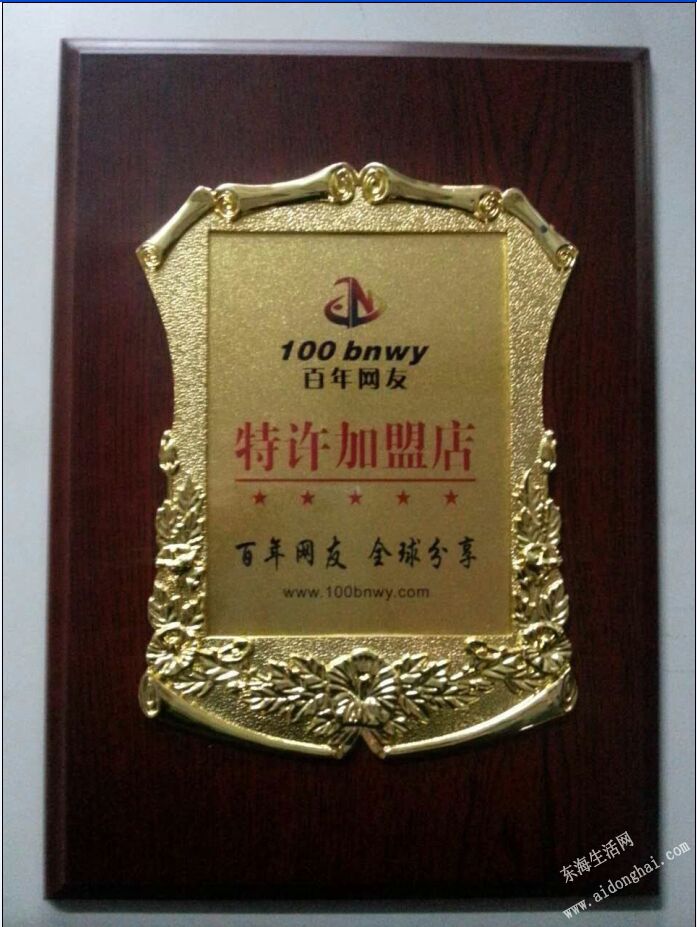 100 bnwy
百年网友
特许加盟店
★ ★ ★ ★ ★
百年网友 全球分享
www.100bnwy.com
东海生活网
www.aidonghai.com